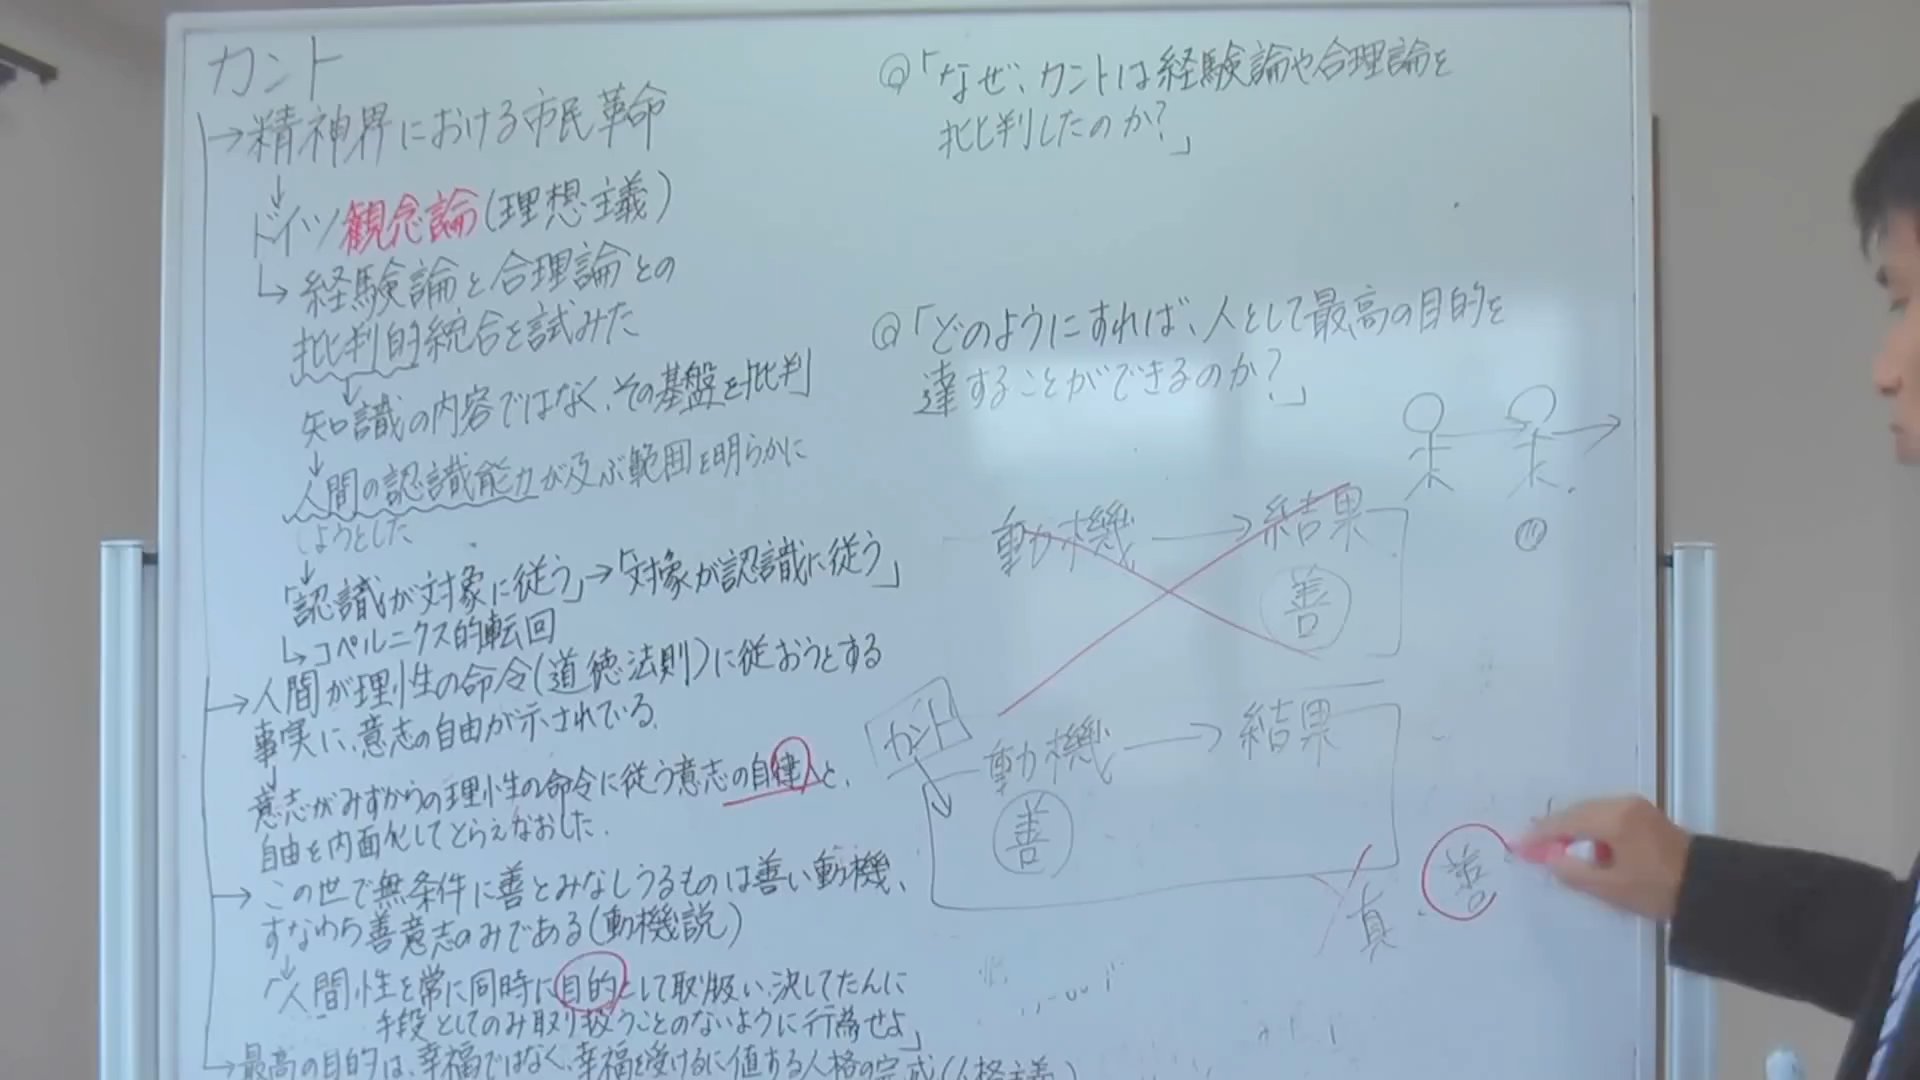 カント
→精神界における市民革命
↓
ドイツ観念論(理想主義)
↳経験論と合理論との
批判的統合を試みた
↓
知識の内容ではなく、その基盤を批判
↓
人間の認識能力が及ぶ範囲を明らかに
しようとした
↓
「認識が対象に従う」→「対象が認識に従う」
↳コペルニクス的転回
→人間が理性の命令(道徳法則)に従おうとする
事実に、意志の自由が示されている。
↓
意志がみずからの理性の命令に従う意志の自律と、
自由を内面化してとらえなおした.
→この世で無条件に善とみなしうるものは善い動機、
すなわち善意志のみである(動機説)
↓
「人間性を常に同時に目的として取り扱い、決してたんに
手段としてのみ取り扱うことのないように行為せよ」
→最高の目的は、幸福ではなく、幸福を受けるに値する人格の完成(人格主義)
Q「なぜ、カントは経験論や合理論を
批判したのか?」
Q「どのようにすれば、人として最高の目的を
達することができるのか?」
動機→結果
善
カント
動機→結果
善
真
善